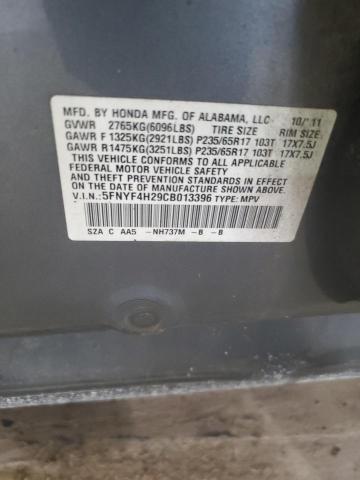 MFD. BY HONDA MFG. OF ALABAMA, LLC 10/'11
GVWR 2765KG(6096LBS) TIRE SIZE RIM SIZE
GAWR F 1325KG(2921LBS) P235/65R17 103T 17X7.5J
GAWR R1475KG(3251LBS) P235/65R17 103T 17X7.5J
THIS VEHICLE CONFORMS TO ALL APPLICABLE
FEDERAL MOTOR VEHICLE SAFETY AND THEFT
PREVENTION STANDARDS IN EFFECT ON THE
DATE OF MANUFACTURE SHOWN ABOVE.
V.I.N.: 5FNYF4H29CB013396 TYPE: MPV
SZA C AA5 -NH737M -B -B